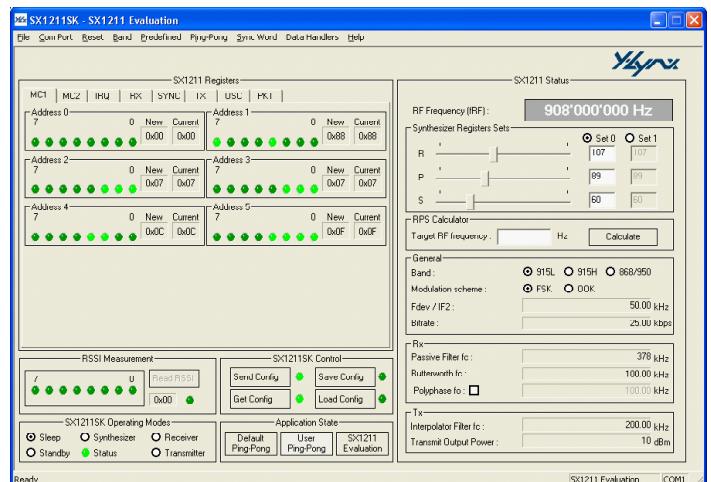 SX1211SK - SX1211 Evaluation
File Com Port Reset Band Predefined Ping-Pong Sync Word Data Handlers Help
XLynx
SX1211 Registers
MC1 MC2 IRQ RX SYNC TX OSC PKT
Address 0
7 0 New Current
0x00 0x00
Address 1
7 0 New Current
0x88 0x88
Address 2
7 0 New Current
0x07 0x07
Address 3
7 0 New Current
0x07 0x07
Address 4
7 0 New Current
0x0C 0x0C
Address 5
7 0 New Current
0x0F 0x0F
RSSI Measurement
7 0 Read RSSI
0x00
SX1211SK Control
Send Config Save Config
Get Config Load Config
SX1211SK Operating Modes
Sleep Synthesizer Receiver
Standby Status Transmitter
Application State
Default Ping-Pong
User Ping-Pong
SX1211 Evaluation
SX1211 Status
RF Frequency (fRF) : 908'000'000 Hz
Synthesizer Registers Sets
Set 0 Set 1
R 107 107
P 89 89
S 60 60
RPS Calculator
Target RF frequency : Hz Calculate
General
Band : 915L 915H 868/950
Modulation scheme : FSK OOK
Fdev / IF2 : 50.00 kHz
Bitrate : 25.00 kbps
Rx
Passive Filter fc : 378 kHz
Butterworth fc : 100.00 kHz
Polyphase fo : 100.00 kHz
Tx
Interpolator Filter fc : 200.00 kHz
Transmit Output Power : 10 dBm
Ready SX1211 Evaluation COM1